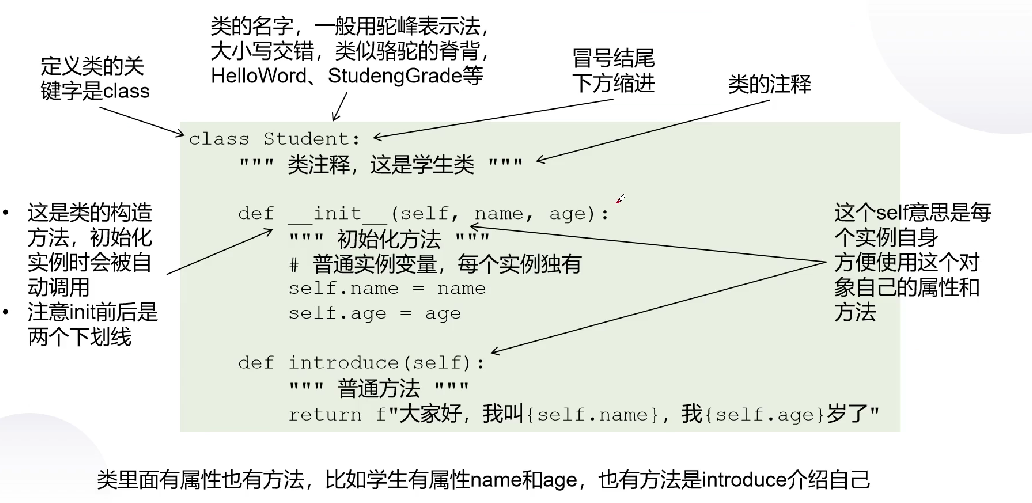 类的名字，一般用驼峰表示法，
大小写交错，类似骆驼的脊背，
HelloWord、StudengGrade等
定义类的关
键字是class
冒号结尾
下方缩进
类的注释
class Student:
""" 类注释，这是学生类 """
def __init__(self, name, age):
""" 初始化方法 """
# 普通实例变量，每个实例独有
self.name = name
self.age = age
def introduce(self):
""" 普通方法 """
return f"大家好，我叫{self.name}，我{self.age}岁了"
• 这是类的构造
方法，初始化
实例时会被自
动调用
• 注意init前后是
两个下划线
这个self意思是每
个实例自身
方便使用这个对
象自己的属性和
方法
类里面有属性也有方法，比如学生有属性name和age，也有方法是introduce介绍自己